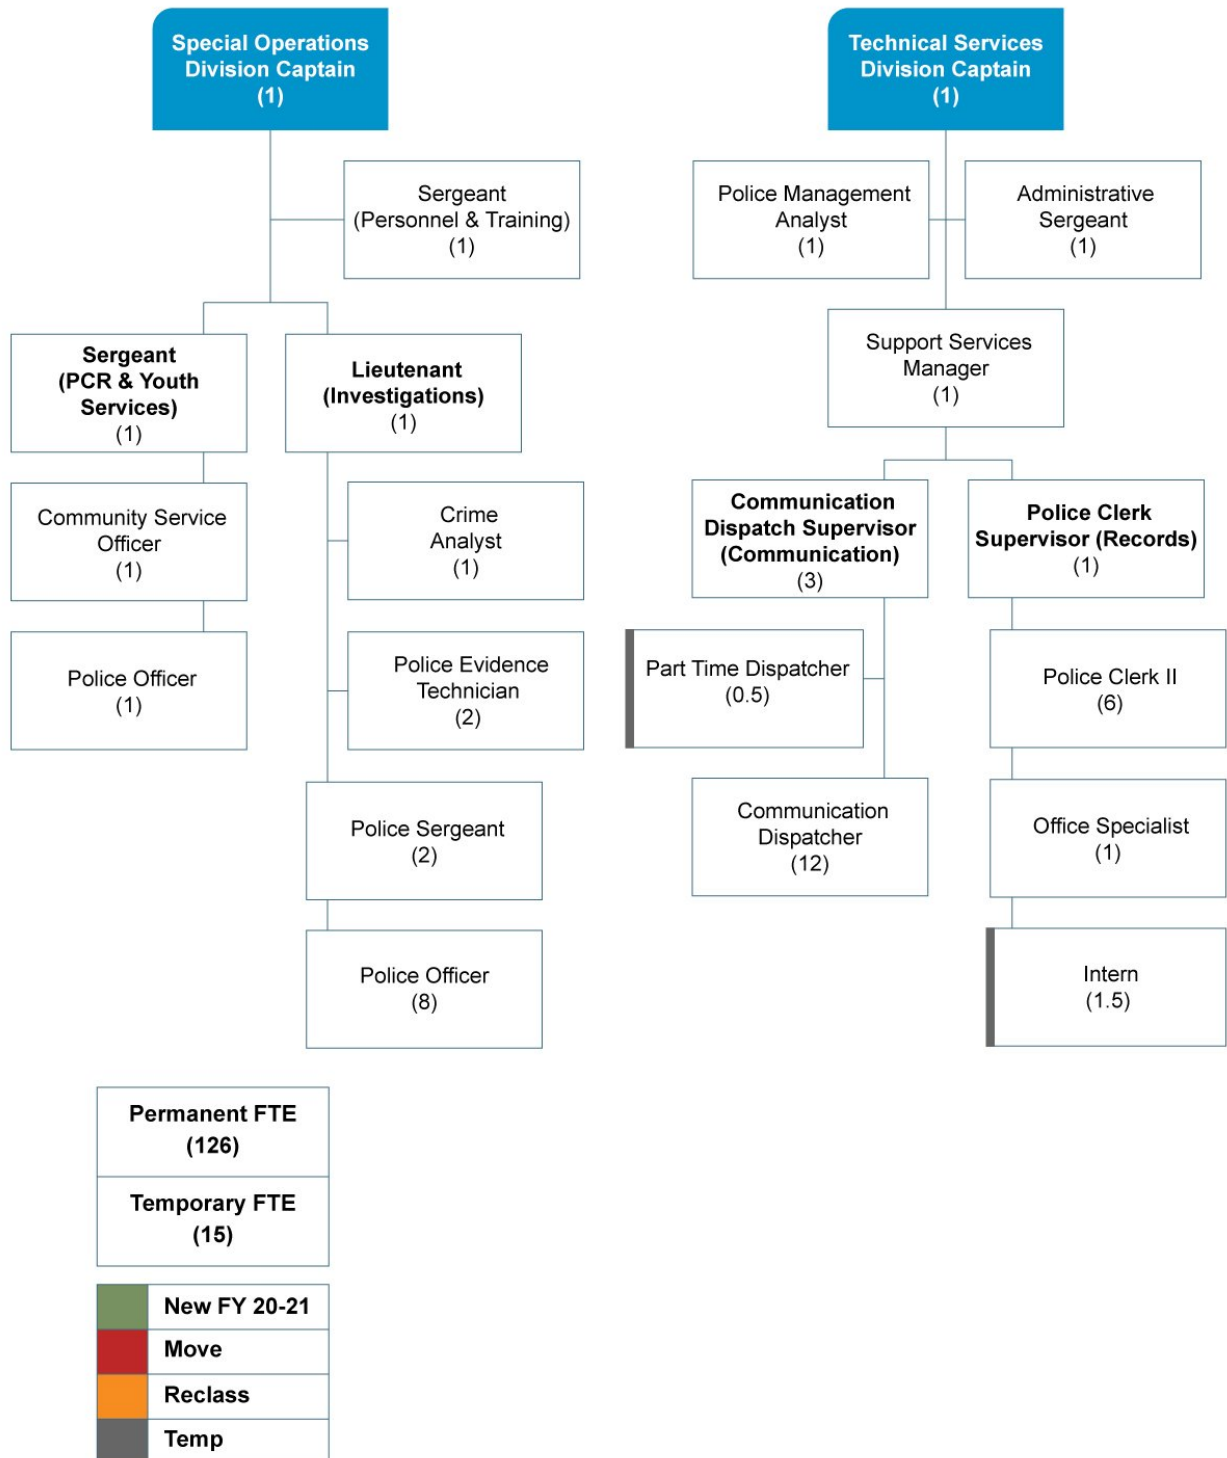 Special Operations
Division Captain
(1)
Sergeant
(Personnel & Training)
(1)
Sergeant
(PCR & Youth
Services)
(1)
Lieutenant
(Investigations)
(1)
Community Service
Officer
(1)
Crime
Analyst
(1)
Police Officer
(1)
Police Evidence
Technician
(2)
Police Sergeant
(2)
Police Officer
(8)
Technical Services
Division Captain
(1)
Police Management
Analyst
(1)
Administrative
Sergeant
(1)
Support Services
Manager
(1)
Communication
Dispatch Supervisor
(Communication)
(3)
Police Clerk
Supervisor (Records)
(1)
Part Time Dispatcher
(0.5)
Police Clerk II
(6)
Communication
Dispatcher
(12)
Office Specialist
(1)
Intern
(1.5)
Permanent FTE
(126)
Temporary FTE
(15)
New FY 20-21
Move
Reclass
Temp